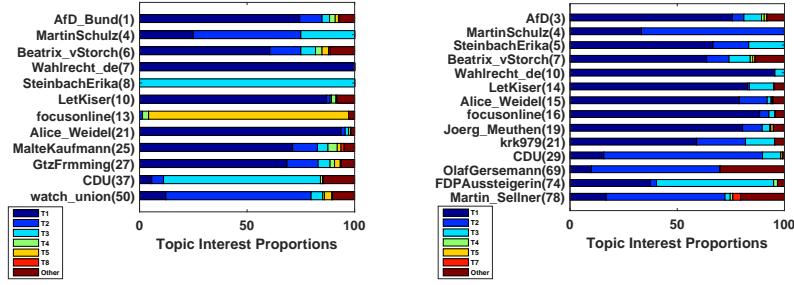 AfD_Bund(1)
MartinSchulz(4)
Beatrix_vStorch(6)
Wahlrecht_de(7)
SteinbachErika(8)
LetKiser(10)
focusonline(13)
Alice_Weidel(21)
MalteKaufmann(25)
GtzFrmming(27)
CDU(37)
watch_union(50)
0 50 100
Topic Interest Proportions
T1
T2
T3
T4
T5
T8
Other
AfD(3)
MartinSchulz(4)
SteinbachErika(5)
Beatrix_vStorch(7)
Wahlrecht_de(10)
LetKiser(14)
Alice_Weidel(15)
focusonline(16)
Joerg_Meuthen(19)
krk979(21)
CDU(29)
OlafGersemann(69)
FDPAussteigerin(74)
Martin_Sellner(78)
0 50 100
Topic Interest Proportions
T1
T2
T3
T4
T5
T7
Other